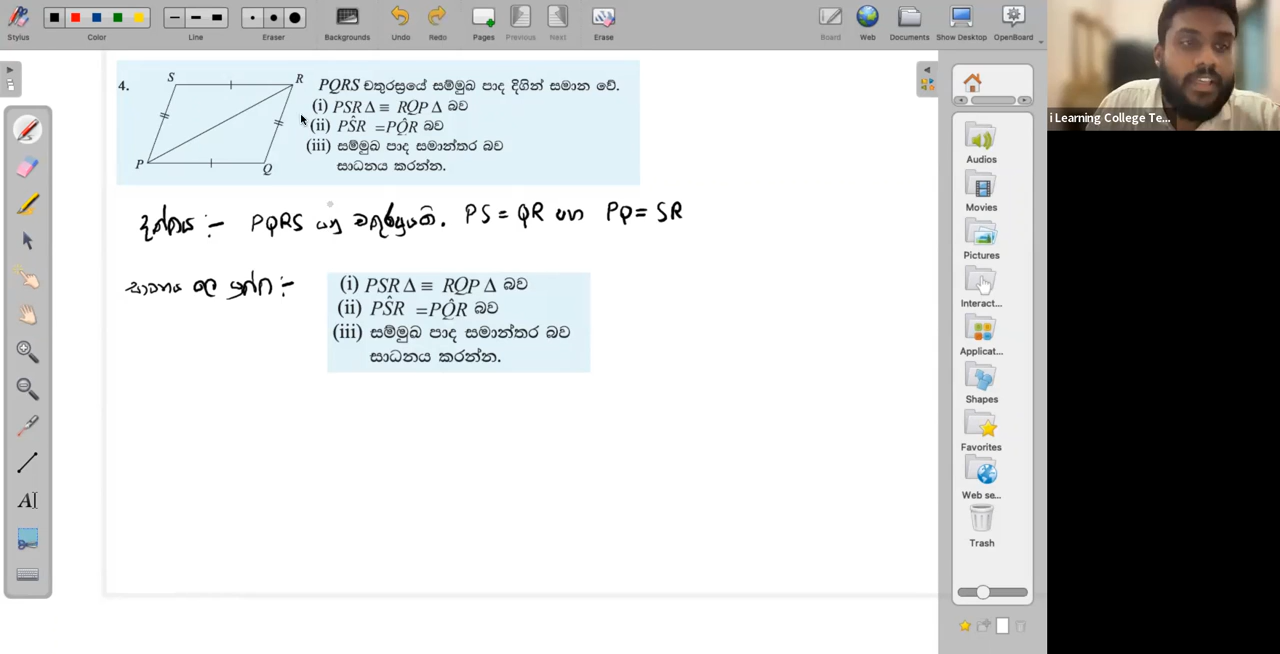 Stylus
Color
Line
Eraser
Backgrounds
Undo
Redo
Pages
Previous
Next
Erase
Board
Web
Documents
Show Desktop
OpenBoard
i Learning College Te...
4.
S
R
P
Q
PQRS චතුරස්‍රයේ සම්මුඛ පාද දිගින් සමාන වේ.
(i) PSR Δ ≡ RQP Δ බව
(ii) PŜR = PQ̂R බව
(iii) සම්මුඛ පාද සමාන්තර බව
සාධනය කරන්න.
දත්තය :- PQRS යනු චතුරස්‍රයකි. PS = QR හා PQ = SR
සාධනය කළ යුත්ත :-
(i) PSR Δ ≡ RQP Δ බව
(ii) PŜR = PQ̂R බව
(iii) සම්මුඛ පාද සමාන්තර බව
සාධනය කරන්න.
Audios
Movies
Pictures
Interact...
Applicat...
Shapes
Favorites
Web se...
Trash